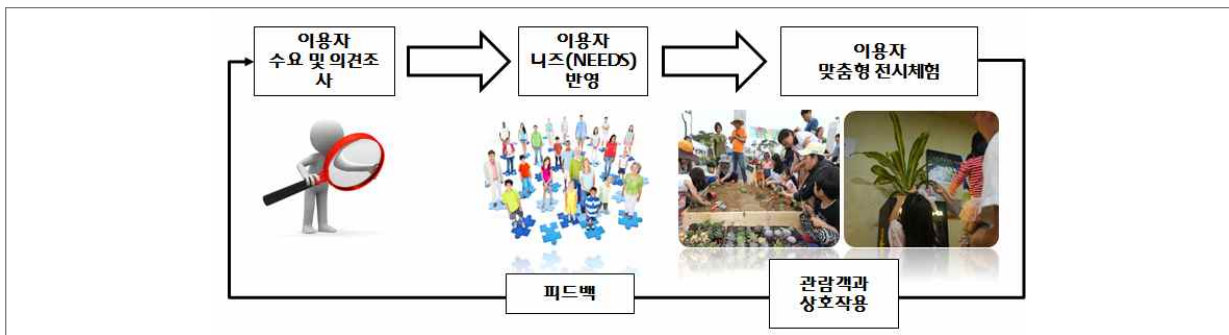 이용자
수요 및 의견조
사
이용자
니즈(NEEDS)
반영
이용자
맞춤형 전시체험
피드백
관람객과
상호작용